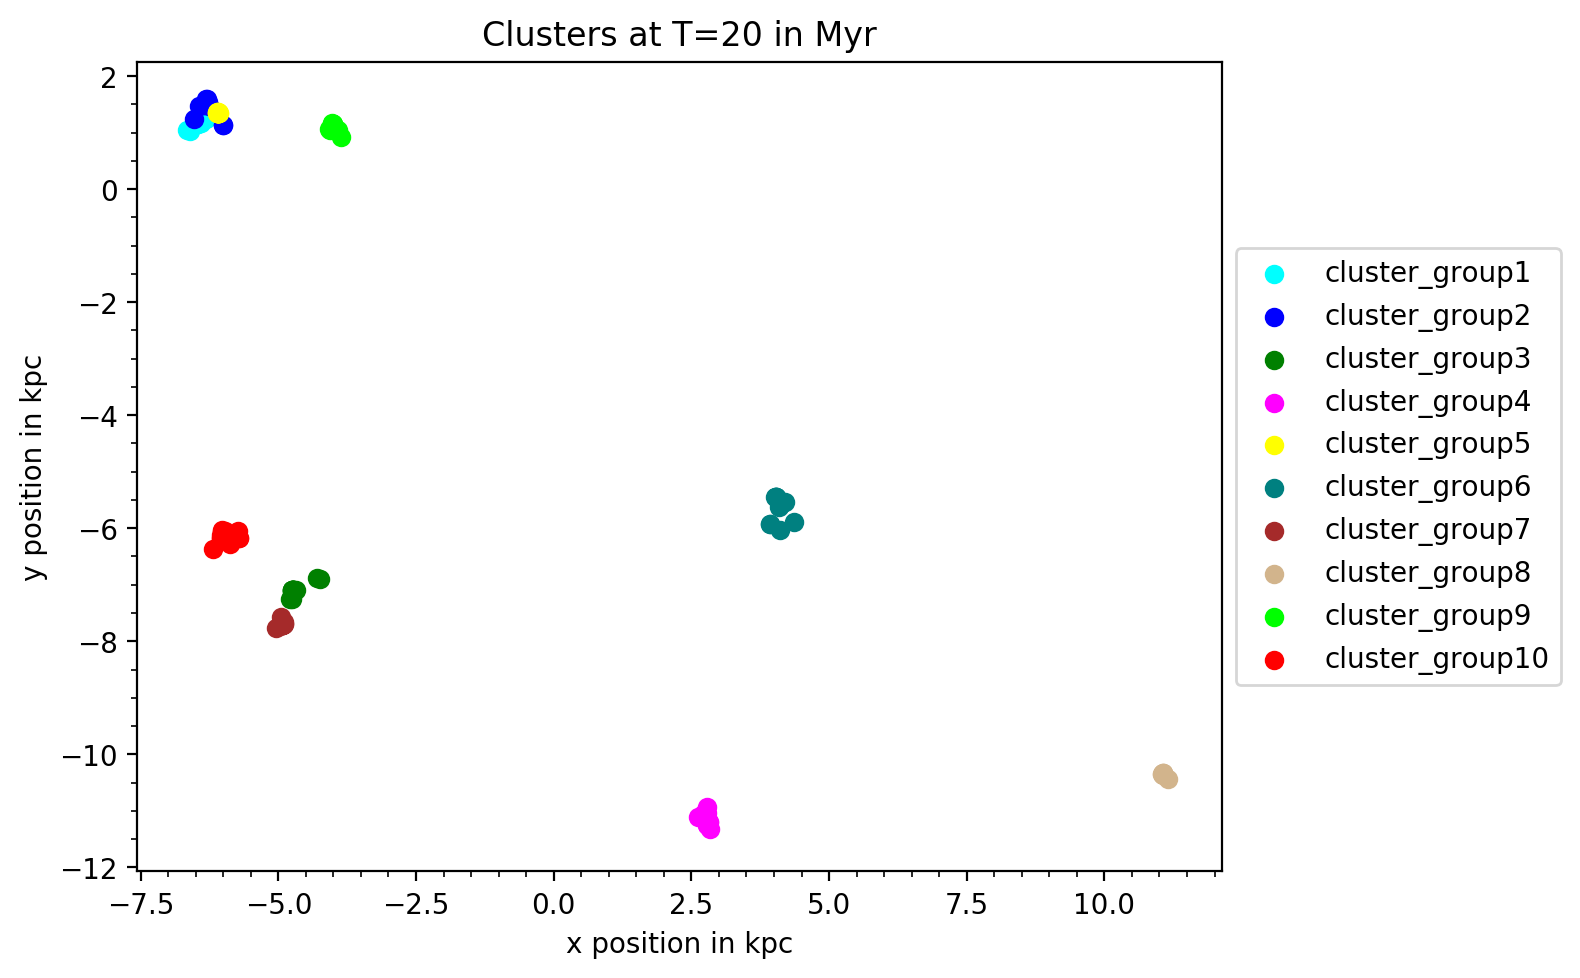 Clusters at T=20 in Myr
y position in kpc
2
0
−2
−4
−6
−8
−10
−12
−7.5 −5.0 −2.5 0.0 2.5 5.0 7.5 10.0
x position in kpc
cluster_group1
cluster_group2
cluster_group3
cluster_group4
cluster_group5
cluster_group6
cluster_group7
cluster_group8
cluster_group9
cluster_group10